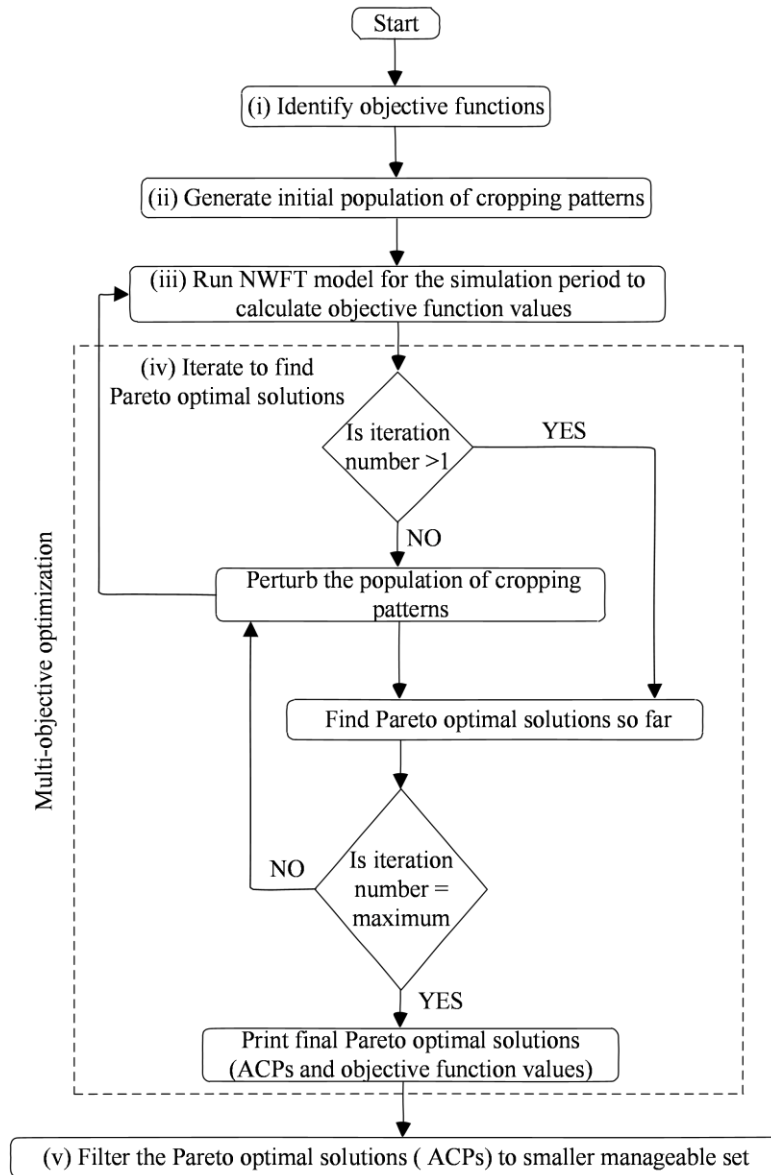 Start
(i) Identify objective functions
(ii) Generate initial population of cropping patterns
(iii) Run NWFT model for the simulation period to
calculate objective function values
(iv) Iterate to find
Pareto optimal solutions
Is iteration
number >1
YES
NO
Perturb the population of cropping
patterns
Multi-objective optimization
Find Pareto optimal solutions so far
Is iteration
number =
maximum
NO
YES
Print final Pareto optimal solutions
(ACPs and objective function values)
(v) Filter the Pareto optimal solutions ( ACPs) to smaller manageable set